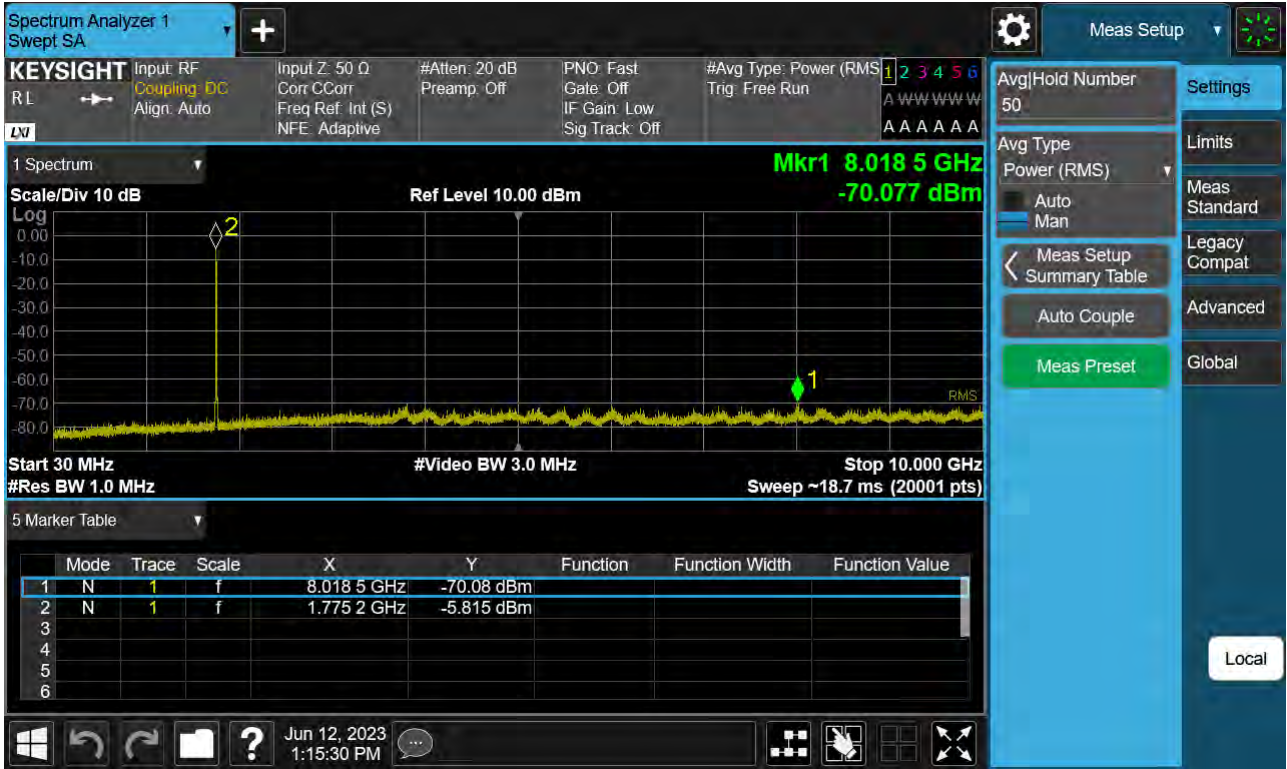 Spectrum Analyzer 1
Swept SA
+
Meas Setup
KEYSIGHT
R L
LXI
Input: RF
Coupling: DC
Align: Auto
Input Z: 50 Ω
Corr CCorr
Freq Ref: Int (S)
NFE: Adaptive
#Atten: 20 dB
Preamp: Off
PNO: Fast
Gate: Off
IF Gain: Low
Sig Track: Off
#Avg Type: Power (RMS
Trig: Free Run
1 2 3 4 5 6
A W W W W W
A A A A A A
1 Spectrum
Mkr1 8.018 5 GHz
Scale/Div 10 dB
Ref Level 10.00 dBm
-70.077 dBm
Log
0.00
-10.0
-20.0
-30.0
-40.0
-50.0
-60.0
-70.0
-80.0
2
1
RMS
Start 30 MHz
#Video BW 3.0 MHz
Stop 10.000 GHz
#Res BW 1.0 MHz
Sweep ~18.7 ms (20001 pts)
5 Marker Table
Mode Trace Scale X Y Function Function Width Function Value
1 N 1 f 8.018 5 GHz -70.08 dBm
2 N 1 f 1.775 2 GHz -5.815 dBm
3
4
5
6
Avg|Hold Number
50
Avg Type
Power (RMS)
Auto
Man
Meas Setup
Summary Table
Auto Couple
Meas Preset
Settings
Limits
Meas
Standard
Legacy
Compat
Advanced
Global
Local
?
Jun 12, 2023
1:15:30 PM